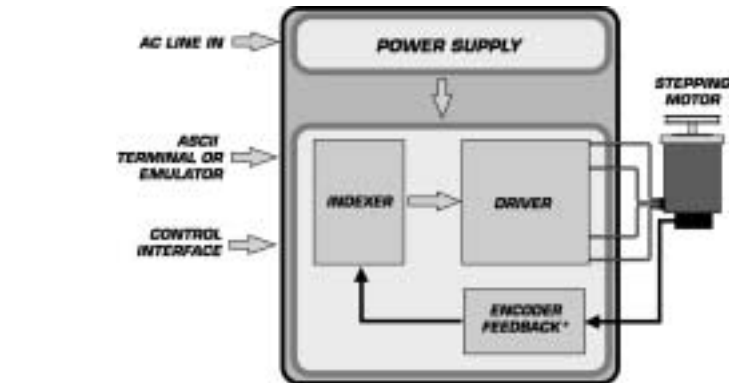 AC LINE IN
POWER SUPPLY
STEPPING
MOTOR
ASCII
TERMINAL OR
EMULATOR
INDEXER
DRIVER
CONTROL
INTERFACE
ENCODER
FEEDBACK*